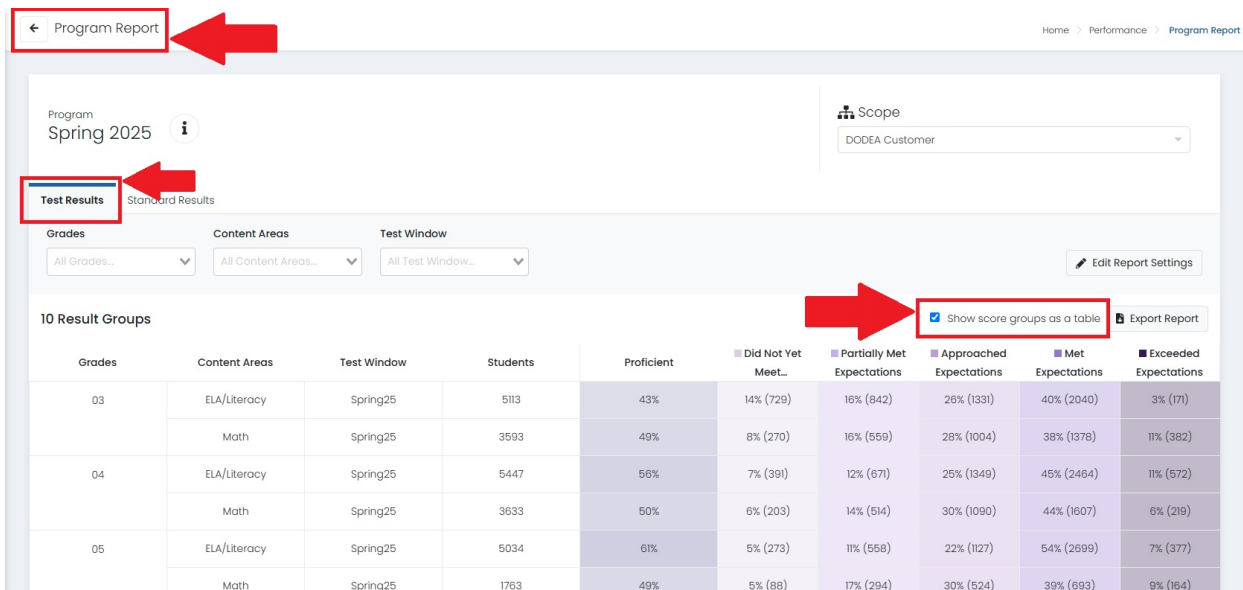 Program Report
Home > Performance > Program Report
Program
Spring 2025
i
Scope
DODEA Customer
Test Results
Standard Results
Grades
Content Areas
Test Window
All Grades...
All Content Areas...
All Test Window...
Edit Report Settings
10 Result Groups
Show score groups as a table
Export Report
Grades Content Areas Test Window Students Proficient Did Not Yet Meet... Partially Met Expectations Approached Expectations Met Expectations Exceeded Expectations
03 ELA/Literacy Spring25 5113 43% 14% (729) 16% (842) 26% (1331) 40% (2040) 3% (171)
Math Spring25 3593 49% 8% (270) 16% (559) 28% (1004) 38% (1378) 11% (382)
04 ELA/Literacy Spring25 5447 56% 7% (391) 12% (671) 25% (1349) 45% (2464) 11% (572)
Math Spring25 3633 50% 6% (203) 14% (514) 30% (1090) 44% (1607) 6% (219)
05 ELA/Literacy Spring25 5034 61% 5% (273) 11% (558) 22% (1127) 54% (2699) 7% (377)
Math Spring25 1763 49% 5% (88) 17% (294) 30% (524) 39% (693) 9% (164)